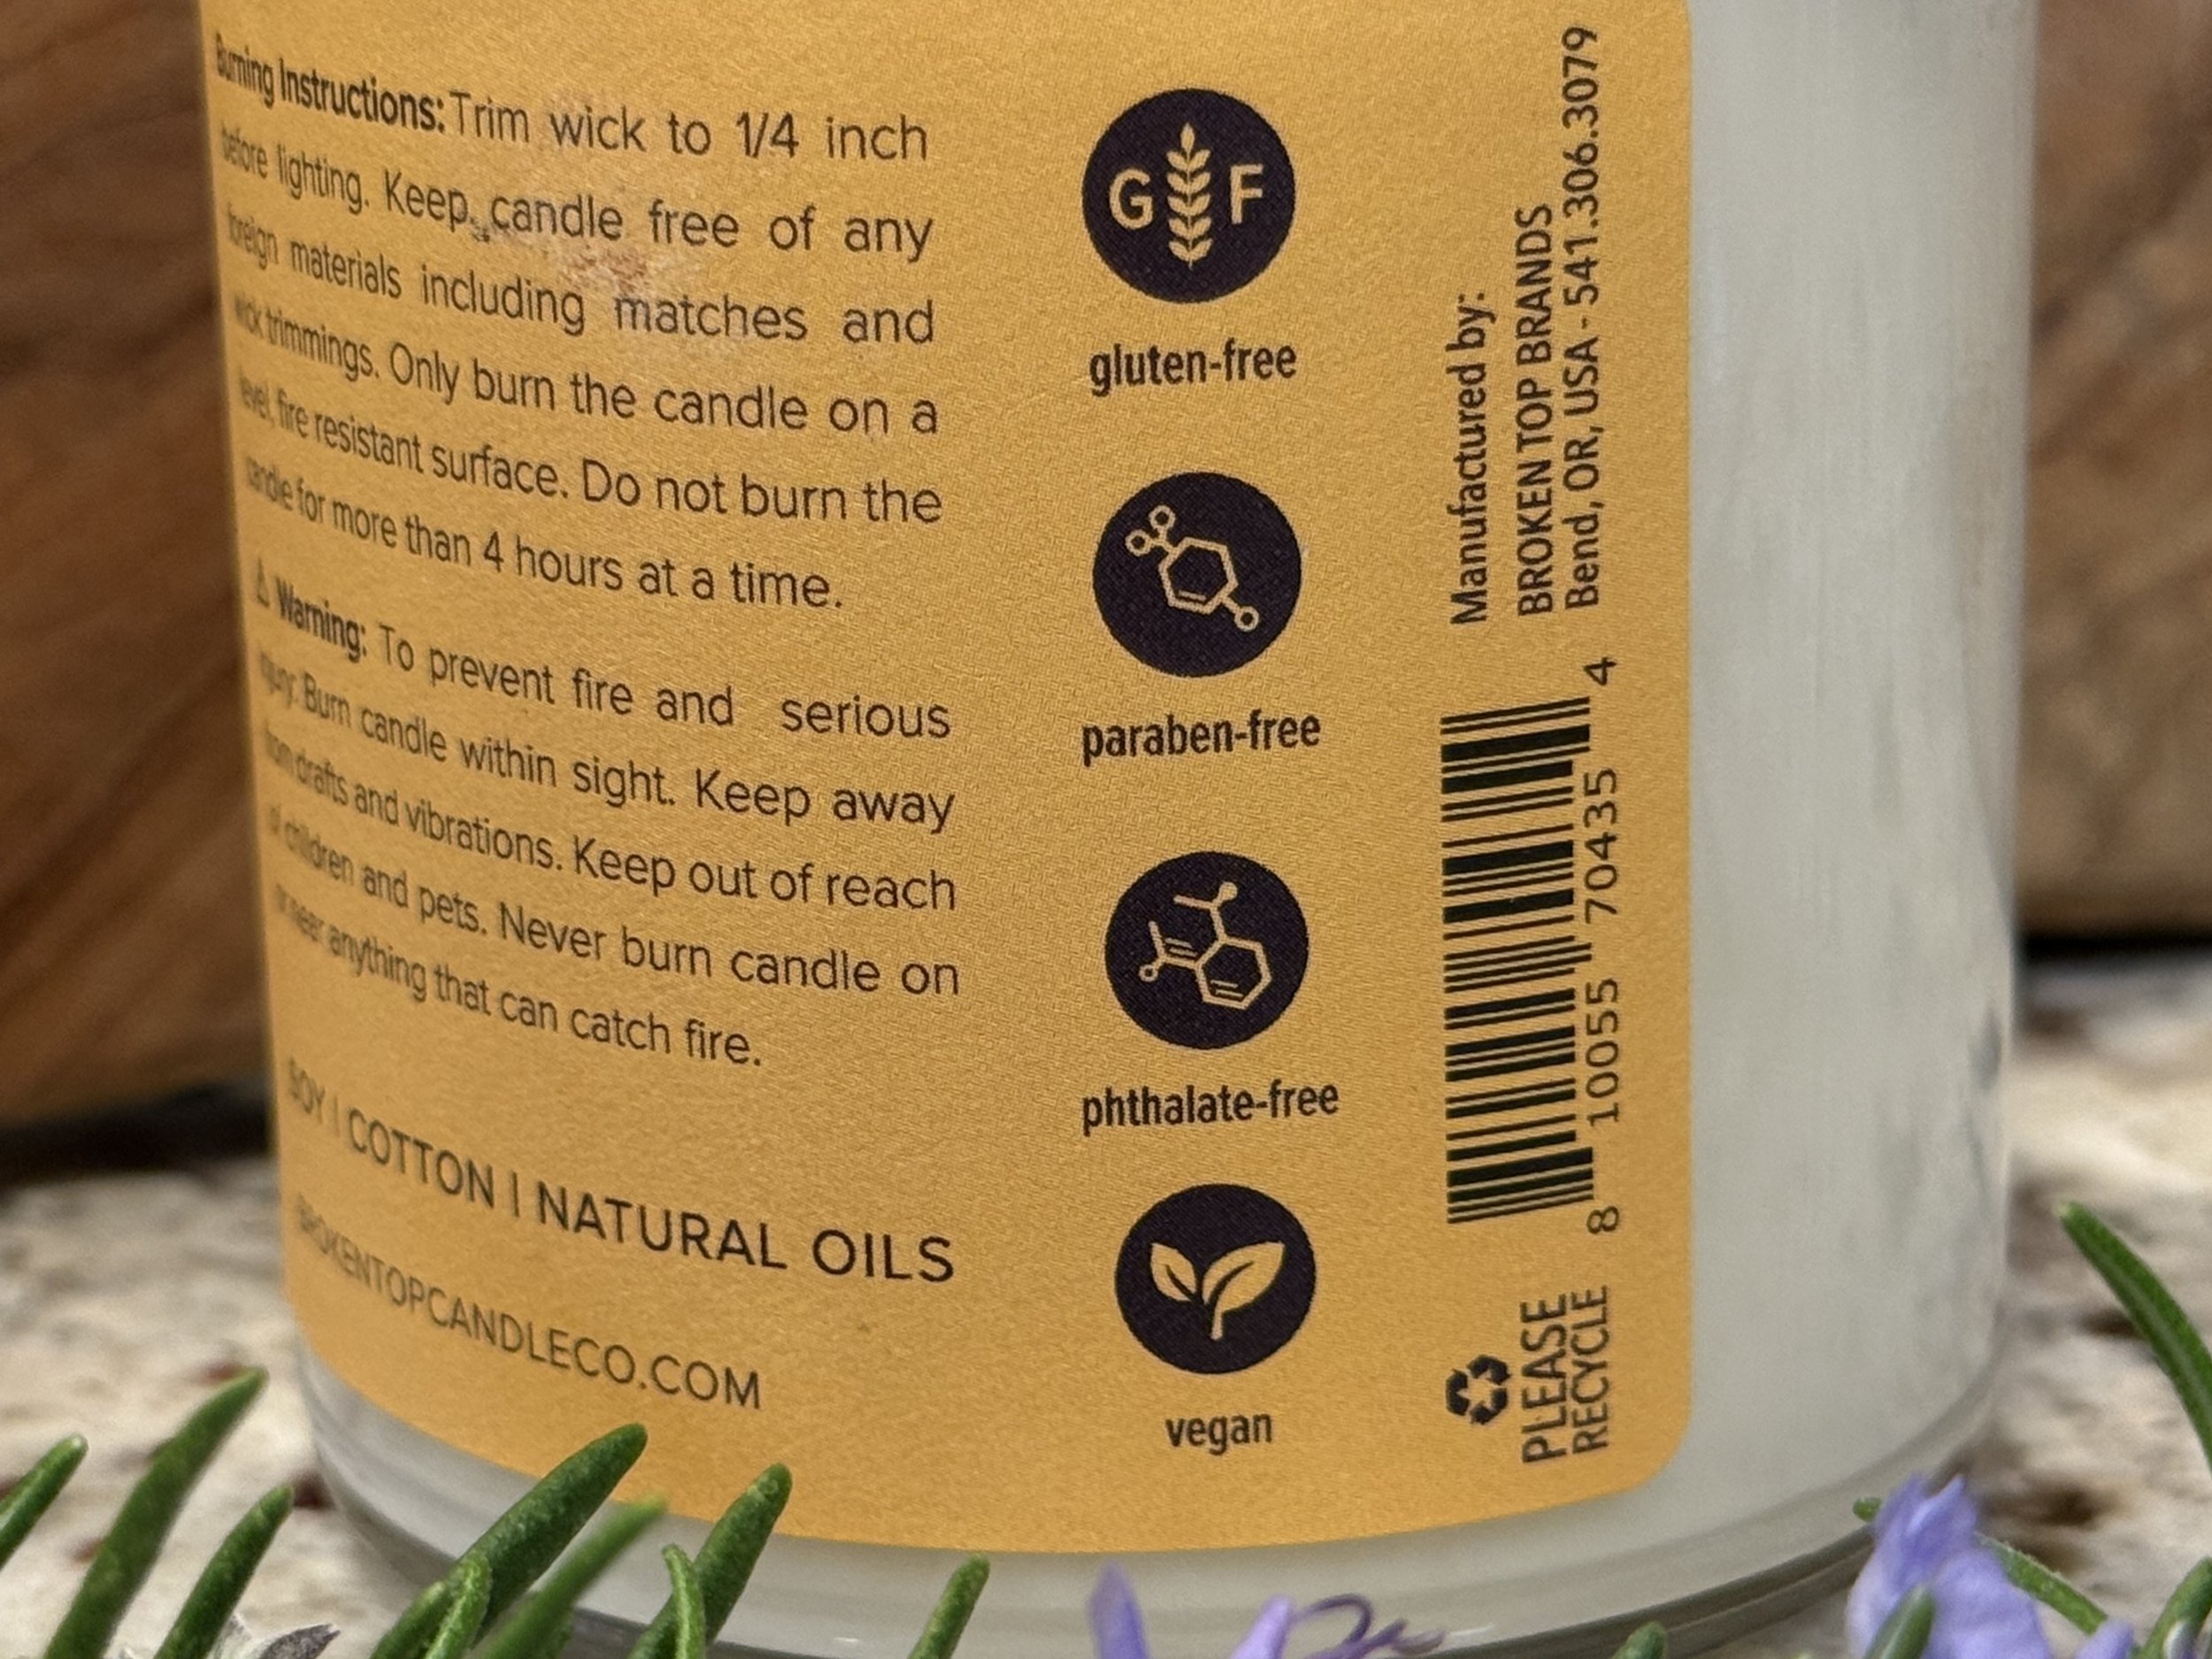 Burning Instructions: Trim wick to 1/4 inch
before lighting. Keep candle free of any
foreign materials including matches and
wick trimmings. Only burn the candle on a
level, fire resistant surface. Do not burn the
candle for more than 4 hours at a time.
⚠ Warning: To prevent fire and serious
injury: Burn candle within sight. Keep away
from drafts and vibrations. Keep out of reach
of children and pets. Never burn candle on
or near anything that can catch fire.
SOY | COTTON | NATURAL OILS
BROKENTOPCANDLECO.COM
G F
gluten-free
paraben-free
phthalate-free
vegan
Manufactured by:
BROKEN TOP BRANDS
Bend, OR, USA - 541.306.3079
8 10055 70435 4
PLEASE
RECYCLE